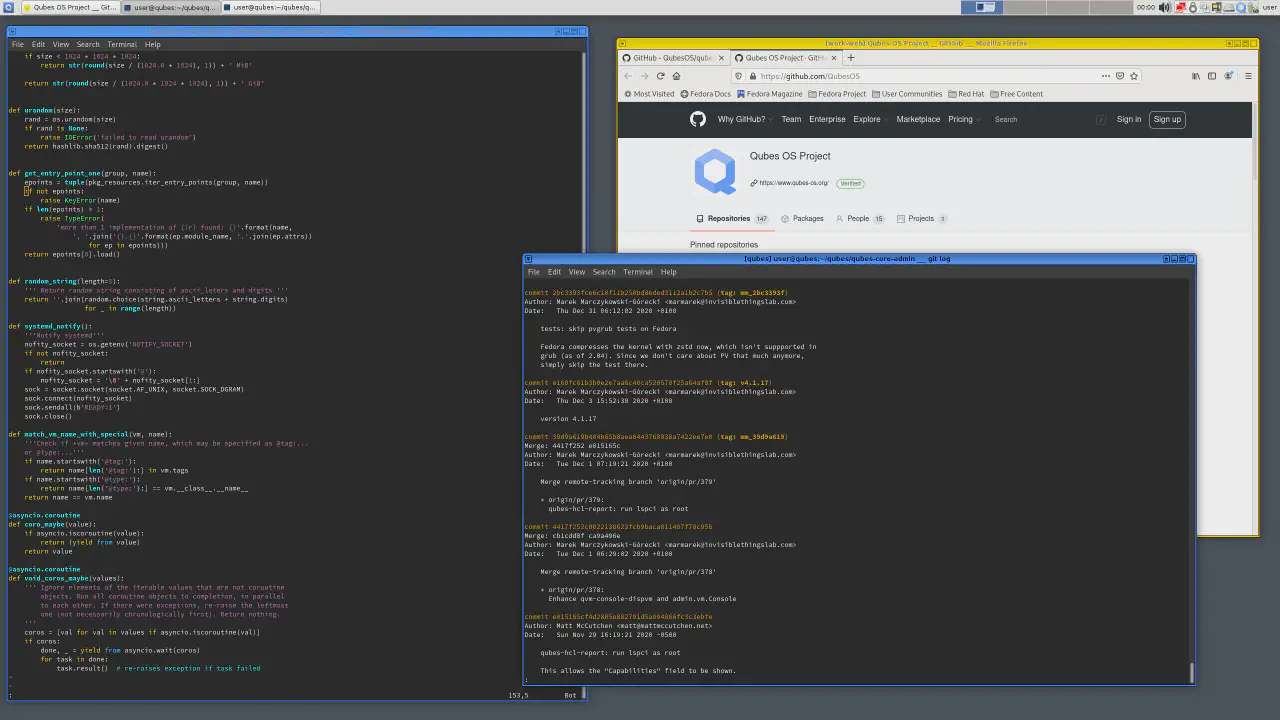 Qubes OS Project __ Git...
user@qubes:~/qubes/q...
user@qubes:~/qubes/q...
00:00
user
File Edit View Search Terminal Help
if size < 1024 * 1024 * 1024:
return str(round(size / (1024.0 * 1024), 1)) + ' MiB'
return str(round(size / (1024.0 * 1024 * 1024), 1)) + ' GiB'
def urandom(size):
rand = os.urandom(size)
if rand is None:
raise IOError('failed to read urandom')
return hashlib.sha512(rand).digest()
def get_entry_point_one(group, name):
epoints = tuple(pkg_resources.iter_entry_points(group, name))
if not epoints:
raise KeyError(name)
if len(epoints) > 1:
raise TypeError(
'more than 1 implementation of {!r} found: {}'.format(name,
', '.join('{}.{}'.format(ep.module_name, '.'.join(ep.attrs))
for ep in epoints)))
return epoints[0].load()
def random_string(length=5):
''' Return random string consisting of ascii_leters and digits '''
return ''.join(random.choice(string.ascii_letters + string.digits)
for _ in range(length))
def systemd_notify():
'''Notify systemd'''
nofity_socket = os.getenv('NOTIFY_SOCKET')
if not nofity_socket:
return
if nofity_socket.startswith('@'):
nofity_socket = '\0' + nofity_socket[1:]
sock = socket.socket(socket.AF_UNIX, socket.SOCK_DGRAM)
sock.connect(nofity_socket)
sock.sendall(b'READY=1')
sock.close()
def match_vm_name_with_special(vm, name):
'''Check if *vm* matches given name, which may be specified as @tag:...
or @type:...'''
if name.startswith('@tag:'):
return name[len('@tag:'):] in vm.tags
if name.startswith('@type:'):
return name[len('@type:'):] == vm.__class__.__name__
return name == vm.name
@asyncio.coroutine
def coro_maybe(value):
if asyncio.iscoroutine(value):
return (yield from value)
return value
@asyncio.coroutine
def void_coros_maybe(values):
''' Ignore elements of the iterable values that are not coroutine
objects. Run all coroutine objects to completion, in parallel
to each other. If there were exceptions, re-raise the leftmost
one (not necessarily chronologically first). Return nothing.
'''
coros = [val for val in values if asyncio.iscoroutine(val)]
if coros:
done, _ = yield from asyncio.wait(coros)
for task in done:
task.result() # re-raises exception if task failed
~
~
: 153,5 Bot
[work-web] Qubes OS Project __ GitHub __ Mozilla Firefox
GitHub - QubesOS/qubes
Qubes OS Project · GitH
https://github.com/QubesOS
Most Visited Fedora Docs Fedora Magazine Fedora Project User Communities Red Hat Free Content
Why GitHub? Team Enterprise Explore Marketplace Pricing Search / Sign in Sign up
Qubes OS Project
https://www.qubes-os.org/ Verified
Repositories 147 Packages People 15 Projects 1
Pinned repositories
[qubes] user@qubes:~/qubes/qubes-core-admin __ git log
File Edit View Search Terminal Help
commit (tag: mm_2bc3393f)
Author: Marek Marczykowski-Górecki <marmarek@invisiblethingslab.com>
Date: Thu Dec 31 06:12:02 2020 +0100
tests: skip pvgrub tests on Fedora
Fedora compresses the kernel with zstd now, which isn't suppported in
grub (as of 2.04). Since we don't care about PV that much anymore,
simply skip the test there.
commit (tag: v4.1.17)
Author: Marek Marczykowski-Górecki <marmarek@invisiblethingslab.com>
Date: Thu Dec 3 15:52:30 2020 +0100
version 4.1.17
commit (tag: mm_39d9a619)
Merge: 4417f252 e015165c
Author: Marek Marczykowski-Górecki <marmarek@invisiblethingslab.com>
Date: Tue Dec 1 07:19:21 2020 +0100
Merge remote-tracking branch 'origin/pr/379'
* origin/pr/379:
qubes-hcl-report: run lspci as root
commit
Merge: cb1cdd8f ca9a496e
Author: Marek Marczykowski-Górecki <marmarek@invisiblethingslab.com>
Date: Tue Dec 1 06:29:02 2020 +0100
Merge remote-tracking branch 'origin/pr/378'
* origin/pr/378:
Enhance qvm-console-dispvm and admin.vm.Console
commit
Author: Matt McCutchen <matt@mattmccutchen.net>
Date: Sun Nov 29 16:19:21 2020 -0500
qubes-hcl-report: run lspci as root
This allows the "Capabilities" field to be shown.
: